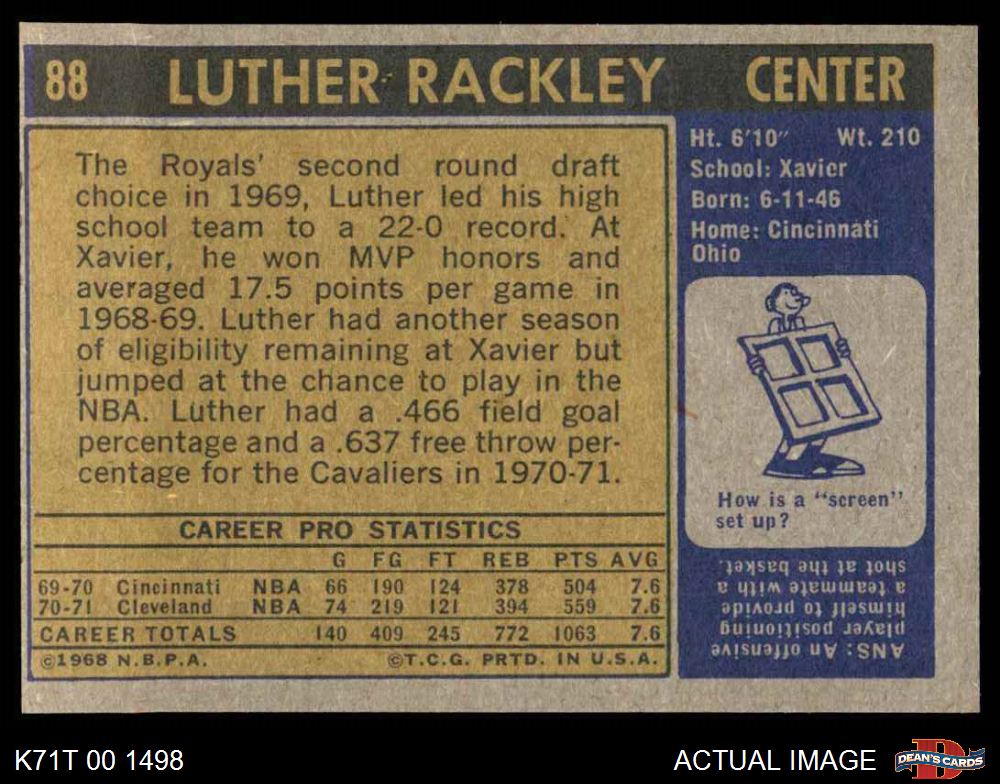 88 LUTHER RACKLEY CENTER
The Royals' second round draft
choice in 1969, Luther led his high
school team to a 22-0 record. At
Xavier, he won MVP honors and
averaged 17.5 points per game in
1968-69. Luther had another season
of eligibility remaining at Xavier but
jumped at the chance to play in the
NBA. Luther had a .466 field goal
percentage and a .637 free throw per-
centage for the Cavaliers in 1970-71.
CAREER PRO STATISTICS
G FG FT REB PTS AVG
69-70 Cincinnati NBA 66 190 124 378 504 7.6
70-71 Cleveland NBA 74 219 121 394 559 7.6
CAREER TOTALS 140 409 245 772 1063 7.6
©1968 N.B.P.A. ©T.C.G. PRTD. IN U.S.A.
Ht. 6'10" Wt. 210
School: Xavier
Born: 6-11-46
Home: Cincinnati
Ohio
How is a "screen"
set up?
ANS: An offensive
player positioning
himself to provide
a teammate with a
shot at the basket.
K71T 00 1498
ACTUAL IMAGE
D
DEAN'S CARDS